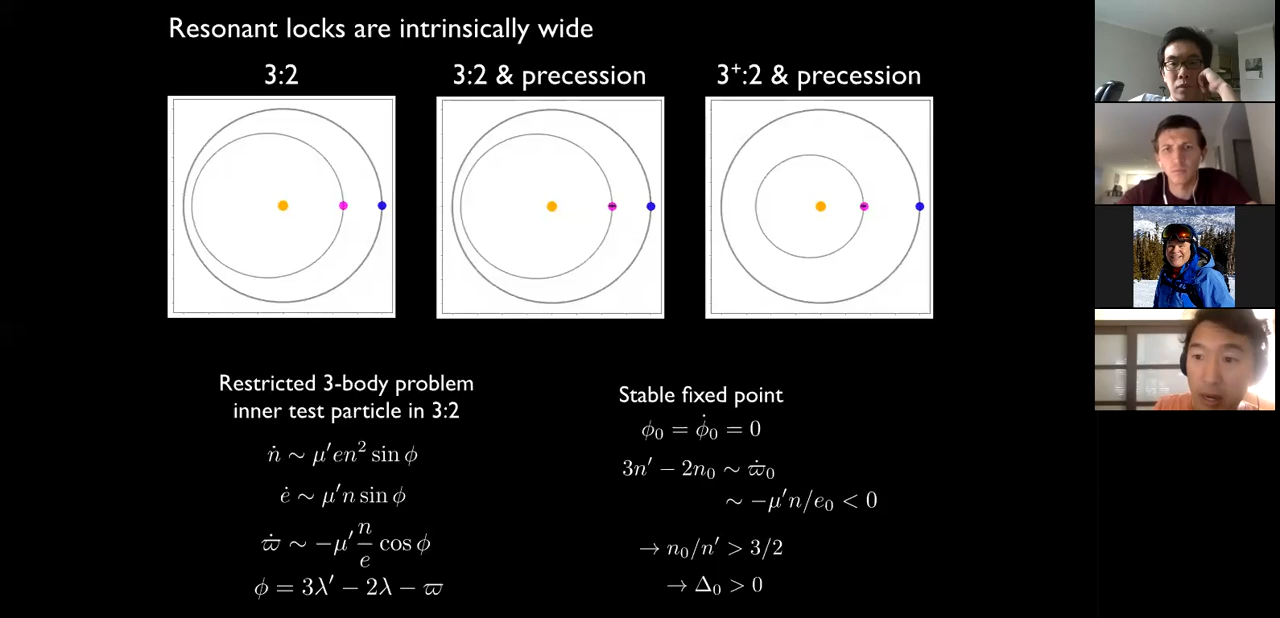 Resonant locks are intrinsically wide
3:2
3:2 & precession
3⁺:2 & precession
Restricted 3-body problem
inner test particle in 3:2
ṅ ∼ μ′en² sin ϕ
ė ∼ μ′n sin ϕ
ϖ̇ ∼ −μ′ n/e cos ϕ
ϕ = 3λ′ − 2λ − ϖ
Stable fixed point
ϕ₀ = ϕ̇₀ = 0
3n′ − 2n₀ ∼ ϖ̇₀
∼ −μ′n/e₀ < 0
→ n₀/n′ > 3/2
→ Δ₀ > 0